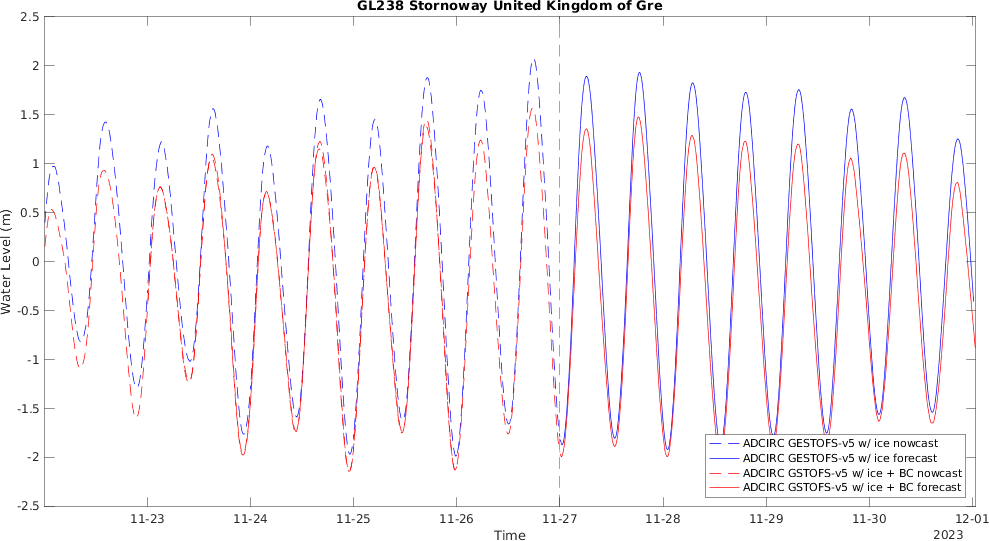 GL238 Stornoway United Kingdom of Gre
Water Level (m)
2.5
2
1.5
1
0.5
0
-0.5
-1
-1.5
-2
-2.5
ADCIRC GESTOFS-v5 w/ ice nowcast
ADCIRC GESTOFS-v5 w/ ice forecast
ADCIRC GSTOFS-v5 w/ ice + BC nowcast
ADCIRC GSTOFS-v5 w/ ice + BC forecast
11-23 11-24 11-25 11-26 11-27 11-28 11-29 11-30 12-01
Time
2023